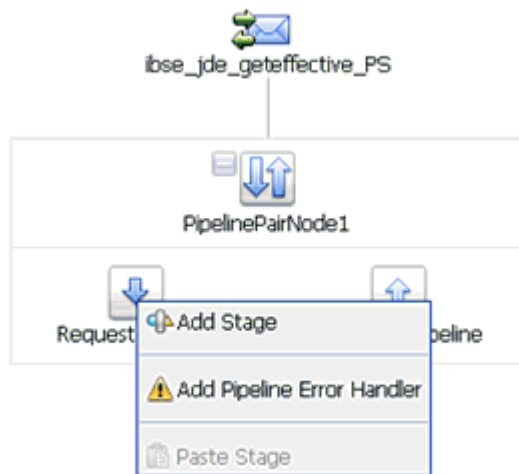 ibse_jde_geteffective_PS
PipelinePairNode1
Request
peline
Add Stage
Add Pipeline Error Handler
Paste Stage